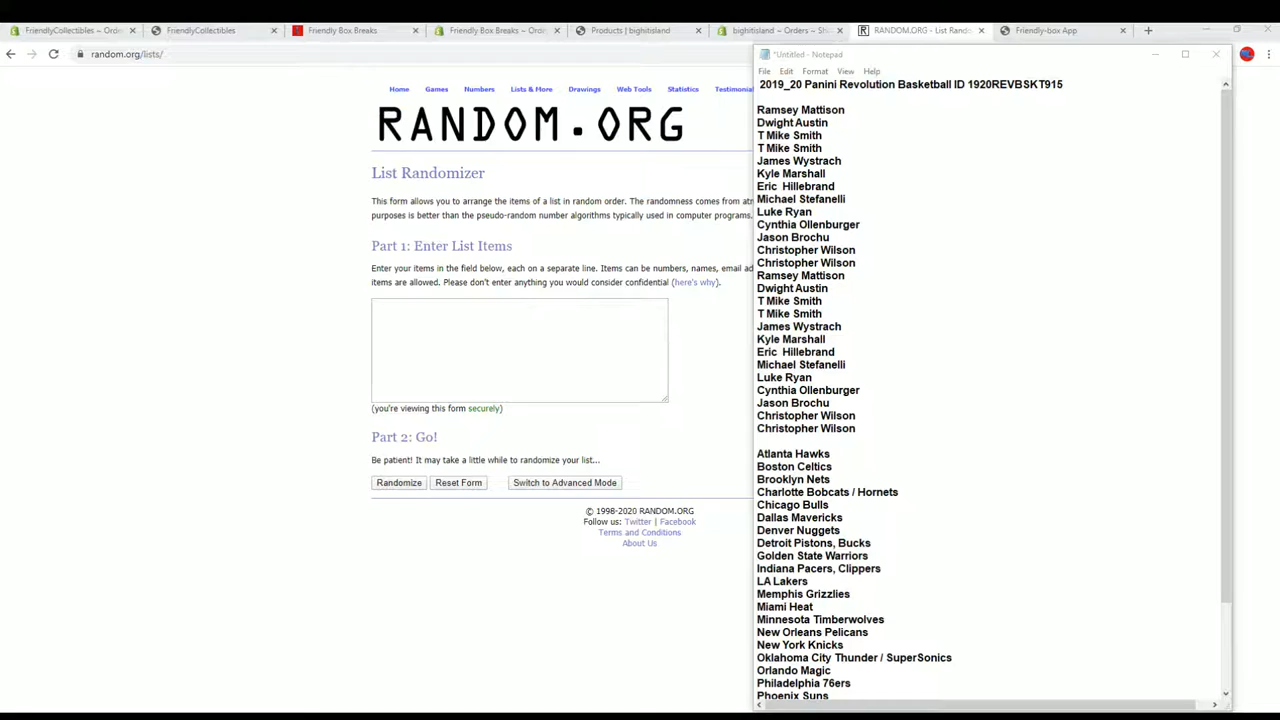 FriendlyCollectibles ~ Orde
FriendlyCollectibles
Friendly Box Breaks
Friendly Box Breaks ~ Orde
Products | bighitisland
bighitisland ~ Orders ~ Sh
RANDOM.ORG - List Rando
Friendly-box App
random.org/lists/
Home
Games
Numbers
Lists & More
Drawings
Web Tools
Statistics
Testimonial
RANDOM.ORG
List Randomizer
This form allows you to arrange the items of a list in random order. The randomness comes from atm
purposes is better than the pseudo-random number algorithms typically used in computer programs.
Part 1: Enter List Items
Enter your items in the field below, each on a separate line. Items can be numbers, names, email ad
items are allowed. Please don't enter anything you would consider confidential (here's why).
(you're viewing this form securely)
Part 2: Go!
Be patient! It may take a little while to randomize your list...
Randomize
Reset Form
Switch to Advanced Mode
© 1998-2020 RANDOM.ORG
Follow us: Twitter | Facebook
Terms and Conditions
About Us
*Untitled - Notepad
File Edit Format View Help
2019_20 Panini Revolution Basketball ID 1920REVBSKT915
Ramsey Mattison
Dwight Austin
T Mike Smith
T Mike Smith
James Wystrach
Kyle Marshall
Eric  Hillebrand
Michael Stefanelli
Luke Ryan
Cynthia Ollenburger
Jason Brochu
Christopher Wilson
Christopher Wilson
Ramsey Mattison
Dwight Austin
T Mike Smith
T Mike Smith
James Wystrach
Kyle Marshall
Eric  Hillebrand
Michael Stefanelli
Luke Ryan
Cynthia Ollenburger
Jason Brochu
Christopher Wilson
Christopher Wilson
Atlanta Hawks
Boston Celtics
Brooklyn Nets
Charlotte Bobcats / Hornets
Chicago Bulls
Dallas Mavericks
Denver Nuggets
Detroit Pistons, Bucks
Golden State Warriors
Indiana Pacers, Clippers
LA Lakers
Memphis Grizzlies
Miami Heat
Minnesota Timberwolves
New Orleans Pelicans
New York Knicks
Oklahoma City Thunder / SuperSonics
Orlando Magic
Philadelphia 76ers
Phoenix Suns